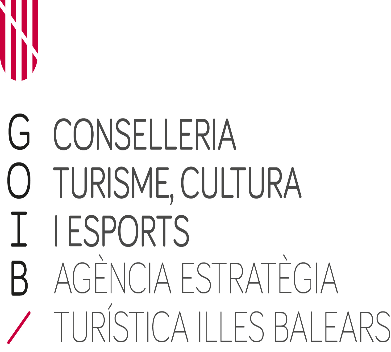 G CONSELLERIA
O TURISME, CULTURA
I I ESPORTS
B AGÈNCIA ESTRATÈGIA
/ TURÍSTICA ILLES BALEARS